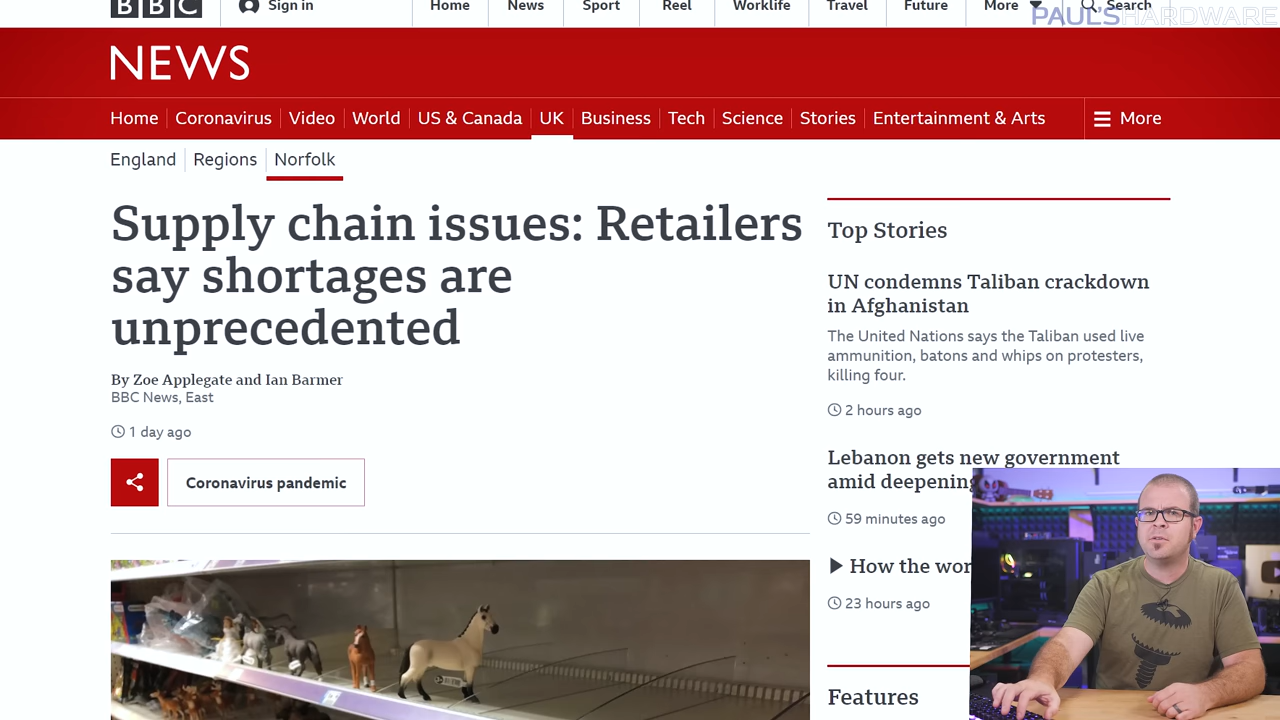 BBC
Sign in
Home
News
Sport
Reel
Worklife
Travel
Future
More
Search
PAUL'S HARDWARE
NEWS
Home
Coronavirus
Video
World
US & Canada
UK
Business
Tech
Science
Stories
Entertainment & Arts
More
England
Regions
Norfolk
Supply chain issues: Retailers
say shortages are
unprecedented
By Zoe Applegate and Ian Barmer
BBC News, East
1 day ago
Coronavirus pandemic
Top Stories
UN condemns Taliban crackdown
in Afghanistan
The United Nations says the Taliban used live
ammunition, batons and whips on protesters,
killing four.
2 hours ago
Lebanon gets new government
amid deepening
59 minutes ago
How the wor
23 hours ago
Features